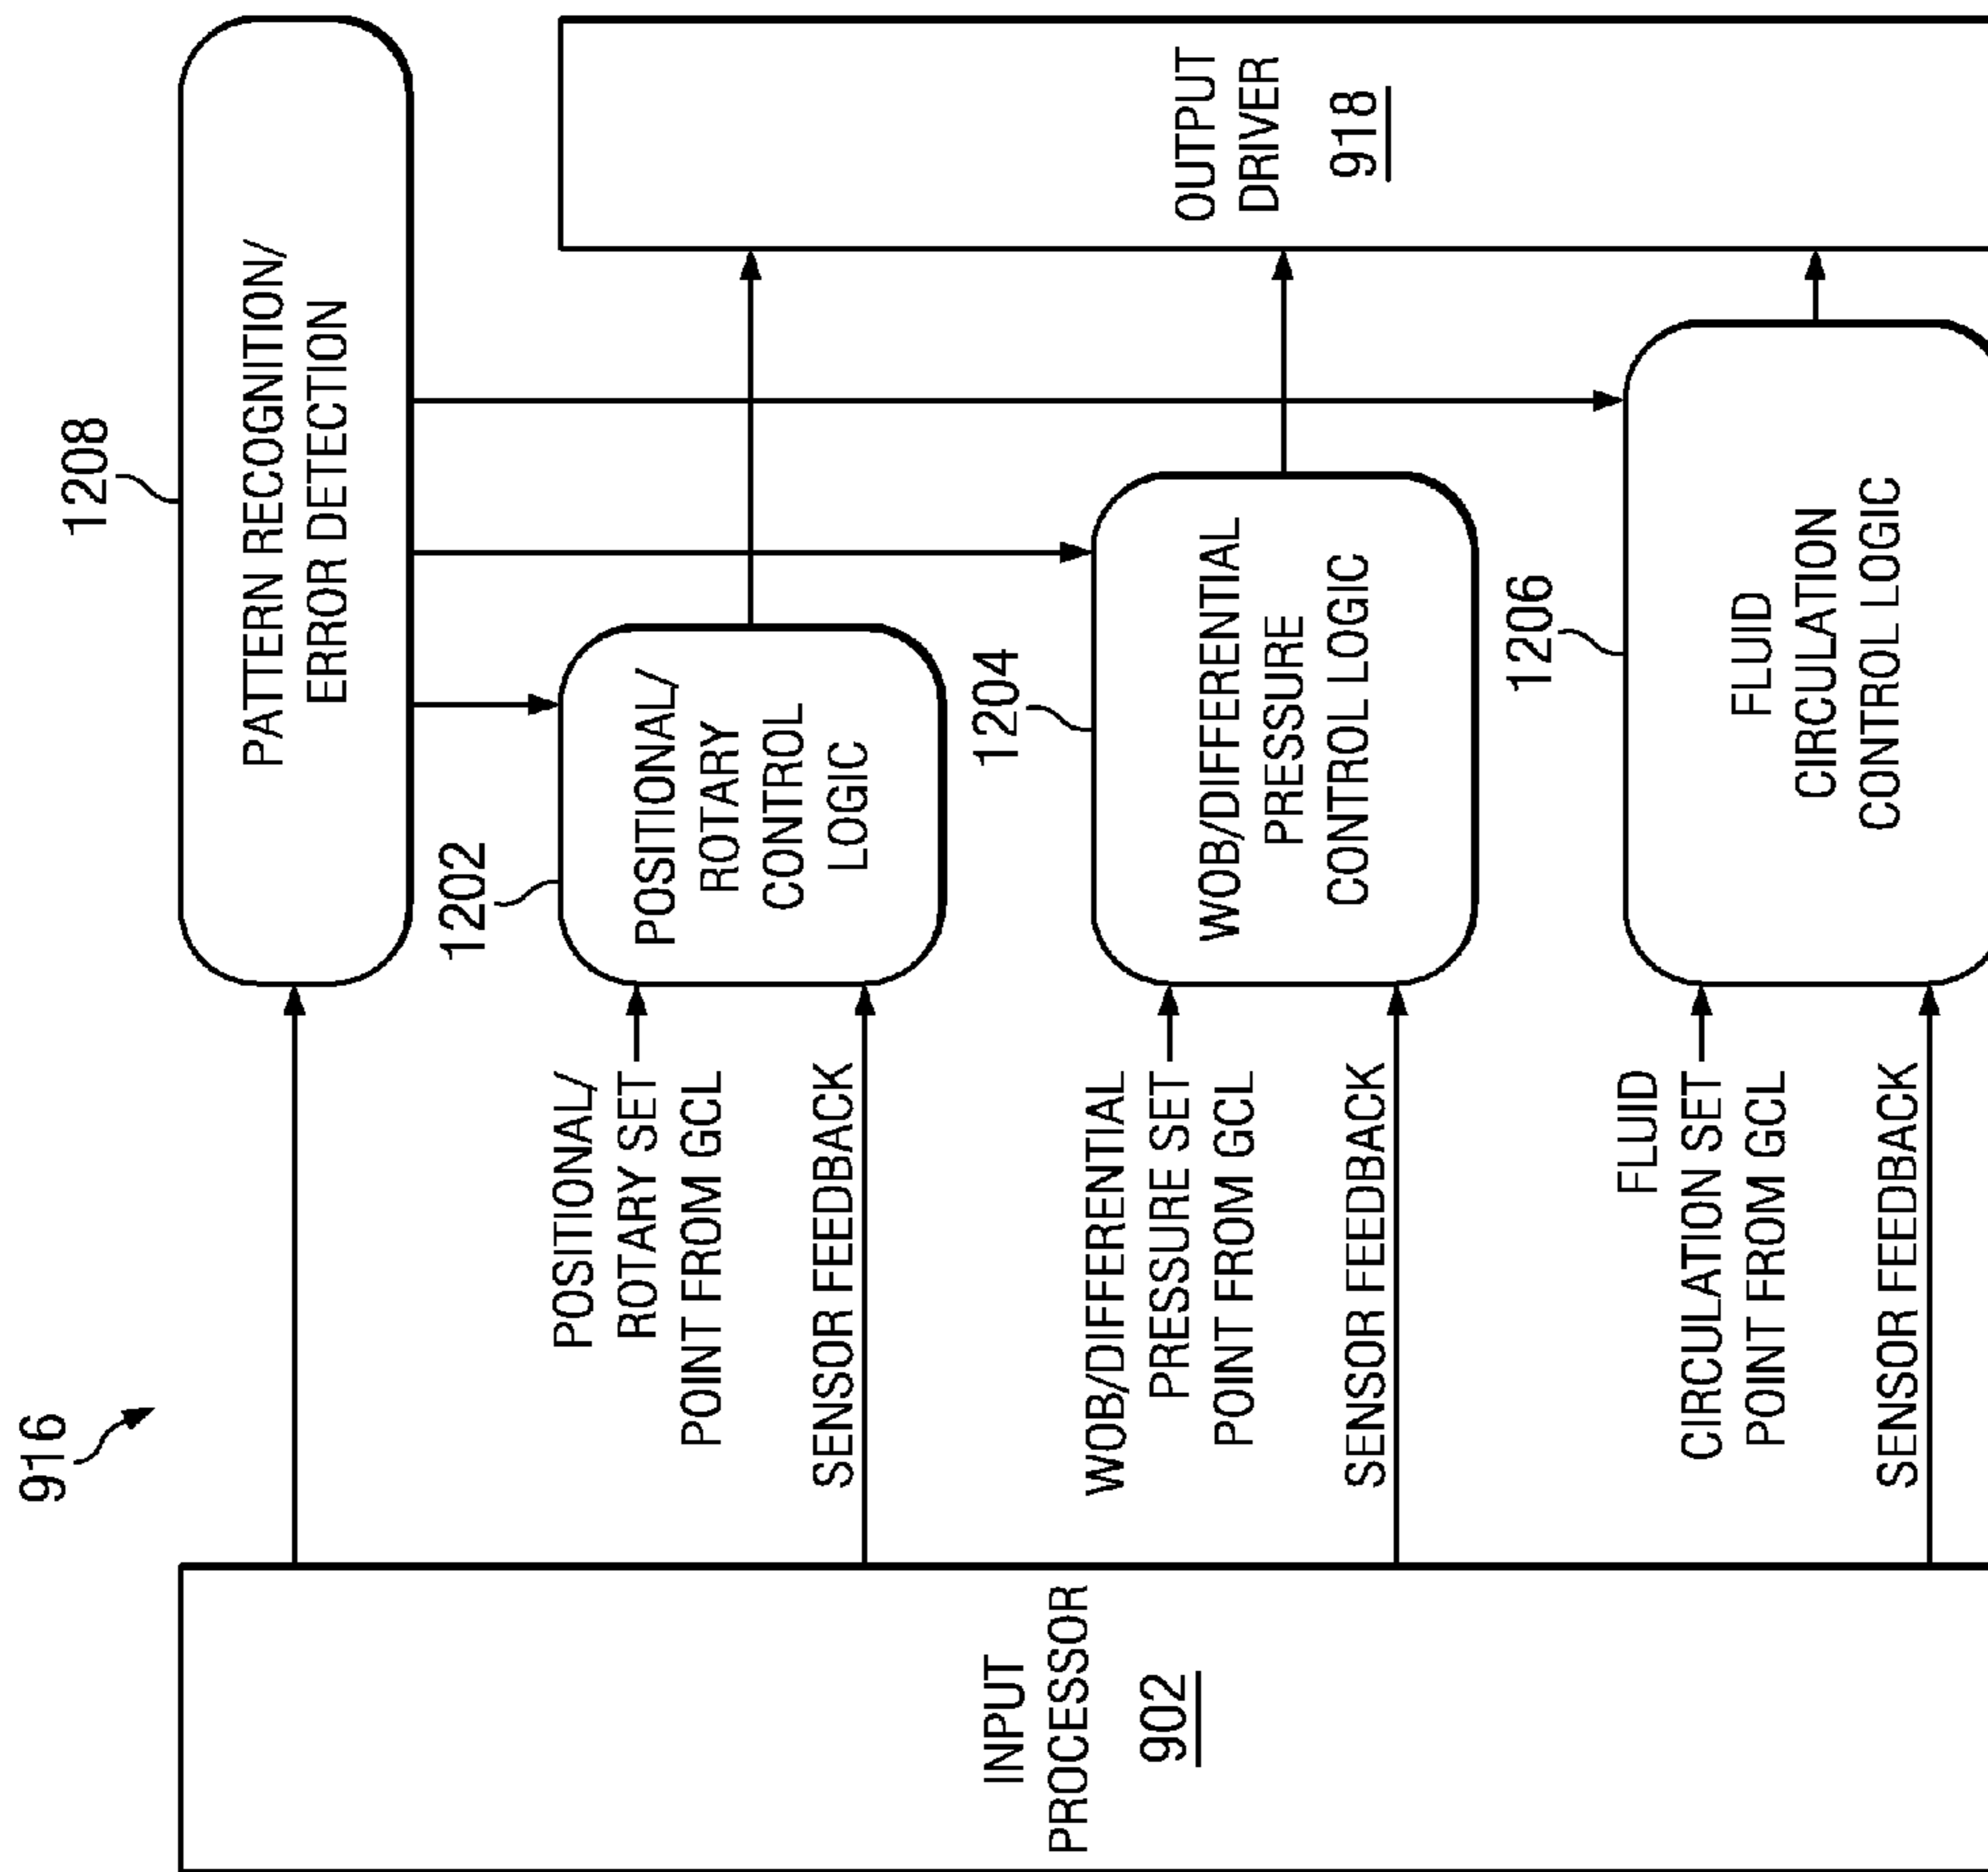 916
INPUT
PROCESSOR
902
1208
PATTERN RECOGNITION/
ERROR DETECTION
POSITIONAL/
ROTARY SET
POINT FROM GCL
SENSOR FEEDBACK
1202
POSITIONAL/
ROTARY
CONTROL
LOGIC
WOB/DIFFERENTIAL
PRESSURE SET
POINT FROM GCL
SENSOR FEEDBACK
1204
WOB/DIFFERENTIAL
PRESSURE
CONTROL LOGIC
FLUID
CIRCULATION SET
POINT FROM GCL
SENSOR FEEDBACK
1206
FLUID
CIRCULATION
CONTROL LOGIC
OUTPUT
DRIVER
918